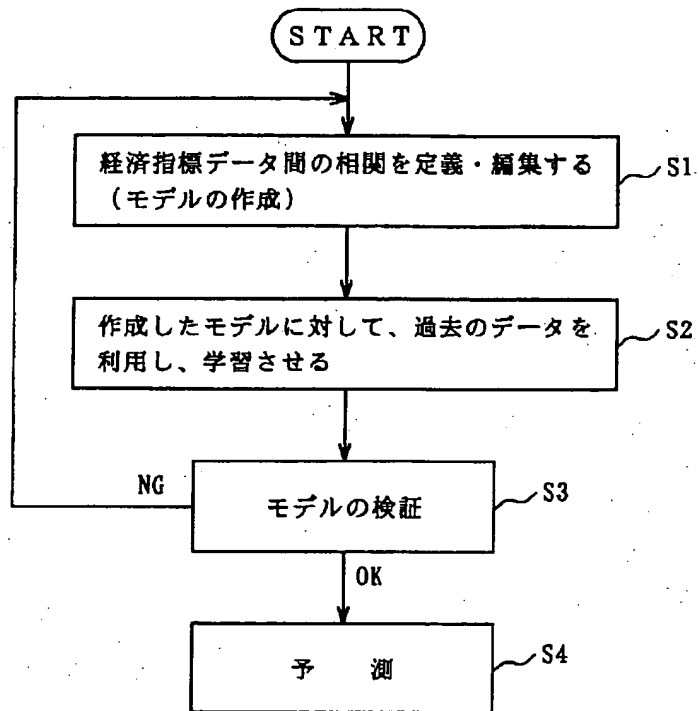 START
経済指標データ間の相関を定義・編集する
(モデルの作成)
S1
作成したモデルに対して、過去のデータを
利用し、学習させる
S2
NG
モデルの検証
S3
OK
予 測
S4